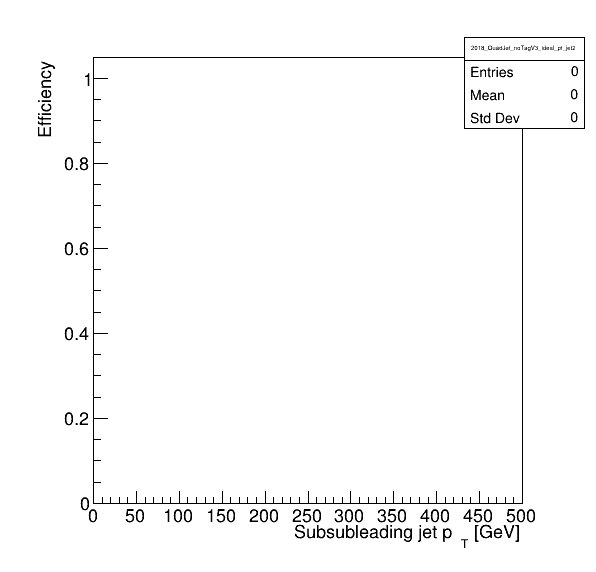 2018_QuadJet_noTagV3_ideal_pt_jet2
Entries 0
Mean 0
Std Dev 0
Efficiency
1
0.8
0.6
0.4
0.2
0
0 50 100 150 200 250 300 350 400 450 500
Subsubleading jet p T [GeV]